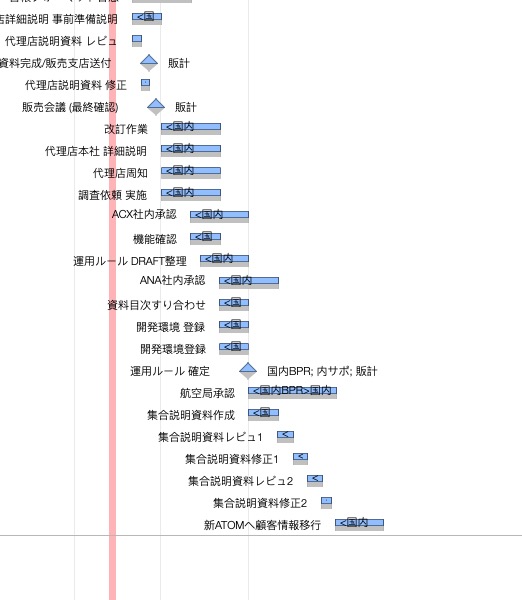 店詳細説明 事前準備説明 <国
代理店説明資料 レビュ
資料完成/販売支店送付 販計
代理店説明資料 修正
販売会議 (最終確認) 販計
改訂作業 <国内
代理店本社 詳細説明 <国内
代理店周知 <国内
調査依頼 実施 <国内
ACX社内承認 <国内
機能確認 <国
運用ルール DRAFT整理 <国内
ANA社内承認 <国内
資料目次すり合わせ <国
開発環境 登録 <国
開発環境登録 <国
運用ルール 確定 国内BPR; 内サポ; 販計
航空局承認 <国内BPR>国内
集合説明資料作成 <国
集合説明資料レビュ1 <
集合説明資料修正1 <
集合説明資料レビュ2 <
集合説明資料修正2
新ATOMへ顧客情報移行 <国内